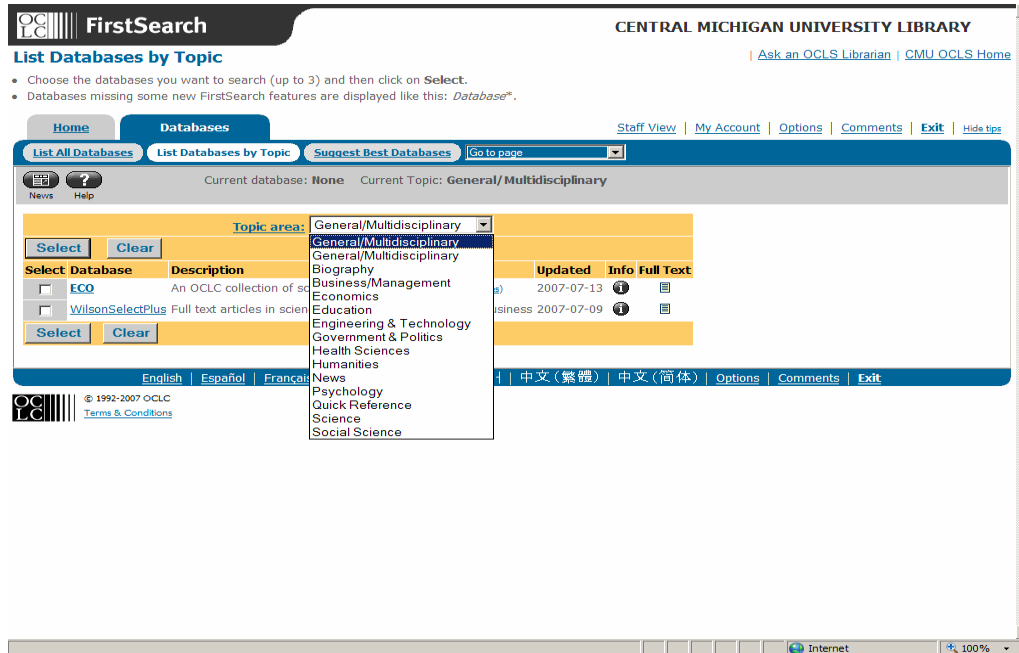 OCLC FirstSearch
CENTRAL MICHIGAN UNIVERSITY LIBRARY
List Databases by Topic
| Ask an OCLS Librarian | CMU OCLS Home
• Choose the databases you want to search (up to 3) and then click on Select.
• Databases missing some new FirstSearch features are displayed like this: Database*.
Home Databases
Staff View | My Account | Options | Comments | Exit | Hide tips
List All Databases List Databases by Topic Suggest Best Databases Go to page
News Help
Current database: None Current Topic: General/Multidisciplinary
Topic area: General/Multidisciplinary
Select Clear
Select Database Description Updated Info Full Text
ECO An OCLC collection of 2007-07-13
WilsonSelectPlus Full text articles in 2007-07-09
Select Clear
General/Multidisciplinary
General/Multidisciplinary
Biography
Business/Management
Economics
Education
Engineering & Technology
Government & Politics
Health Sciences
Humanities
News
Psychology
Quick Reference
Science
Social Science
English | Español | | 中文(繁體) | 中文(简体) | Options | Comments | Exit
OCLC
© 1992-2007 OCLC
Terms & Conditions
Internet 100%